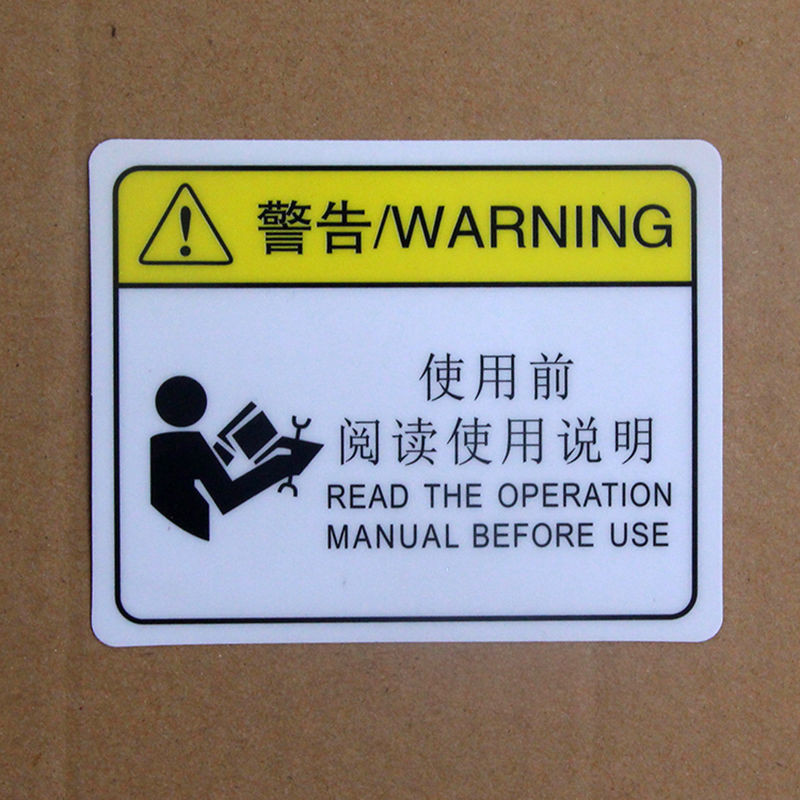 警告/WARNING
使用前
阅读使用说明
READ THE OPERATION
MANUAL BEFORE USE